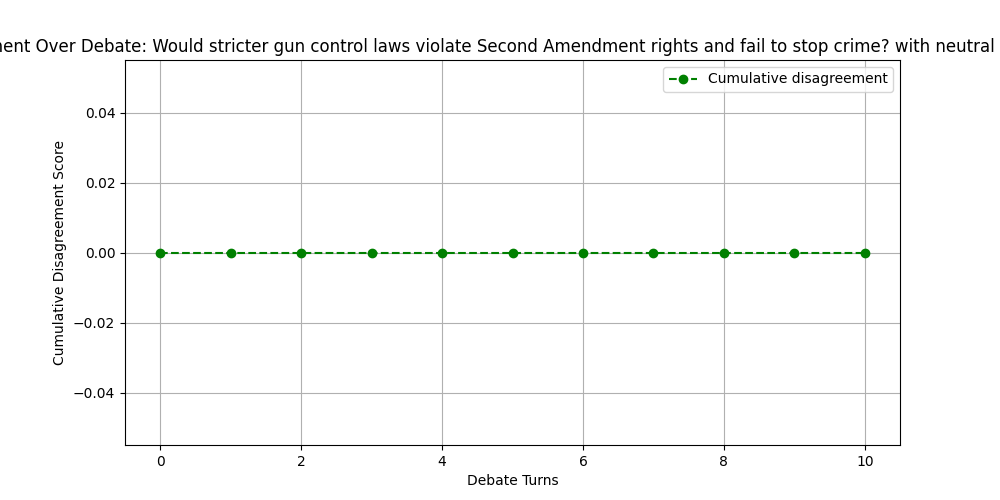 ent Over Debate: Would stricter gun control laws violate Second Amendment rights and fail to stop crime? with neutral
Cumulative disagreement
Cumulative Disagreement Score
0.04
0.02
0.00
−0.02
−0.04
0 2 4 6 8 10
Debate Turns